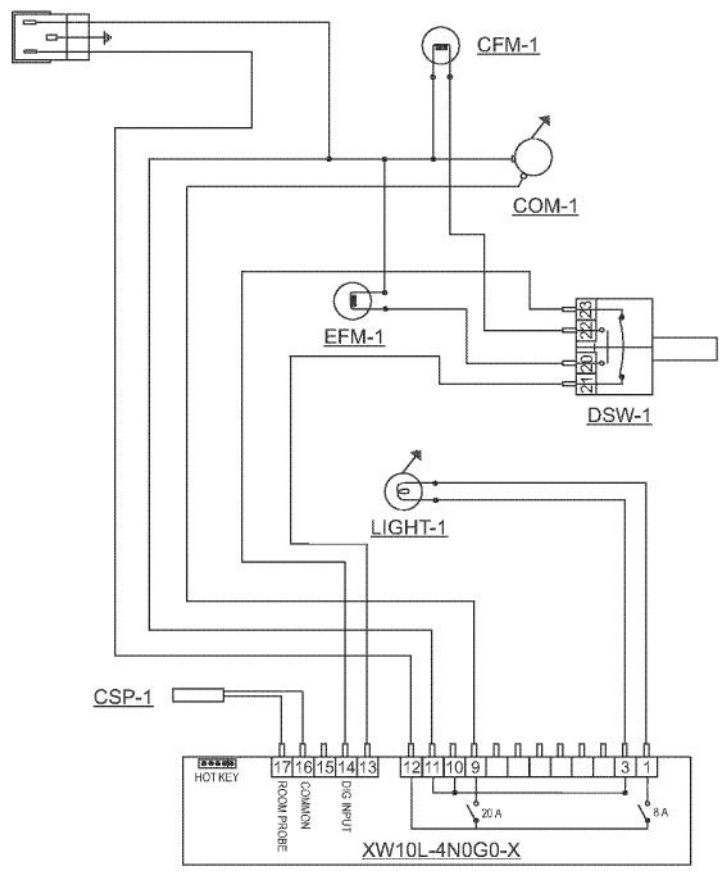 CFM-1
COM-1
EFM-1
23
22
20
21
DSW-1
LIGHT-1
CSP-1
HOT KEY
17 16 15 14 13 12 11 10 9 3 1
ROOM PROBE
COMMON
DIG INPUT
20 A
8 A
XW10L-4N0G0-X